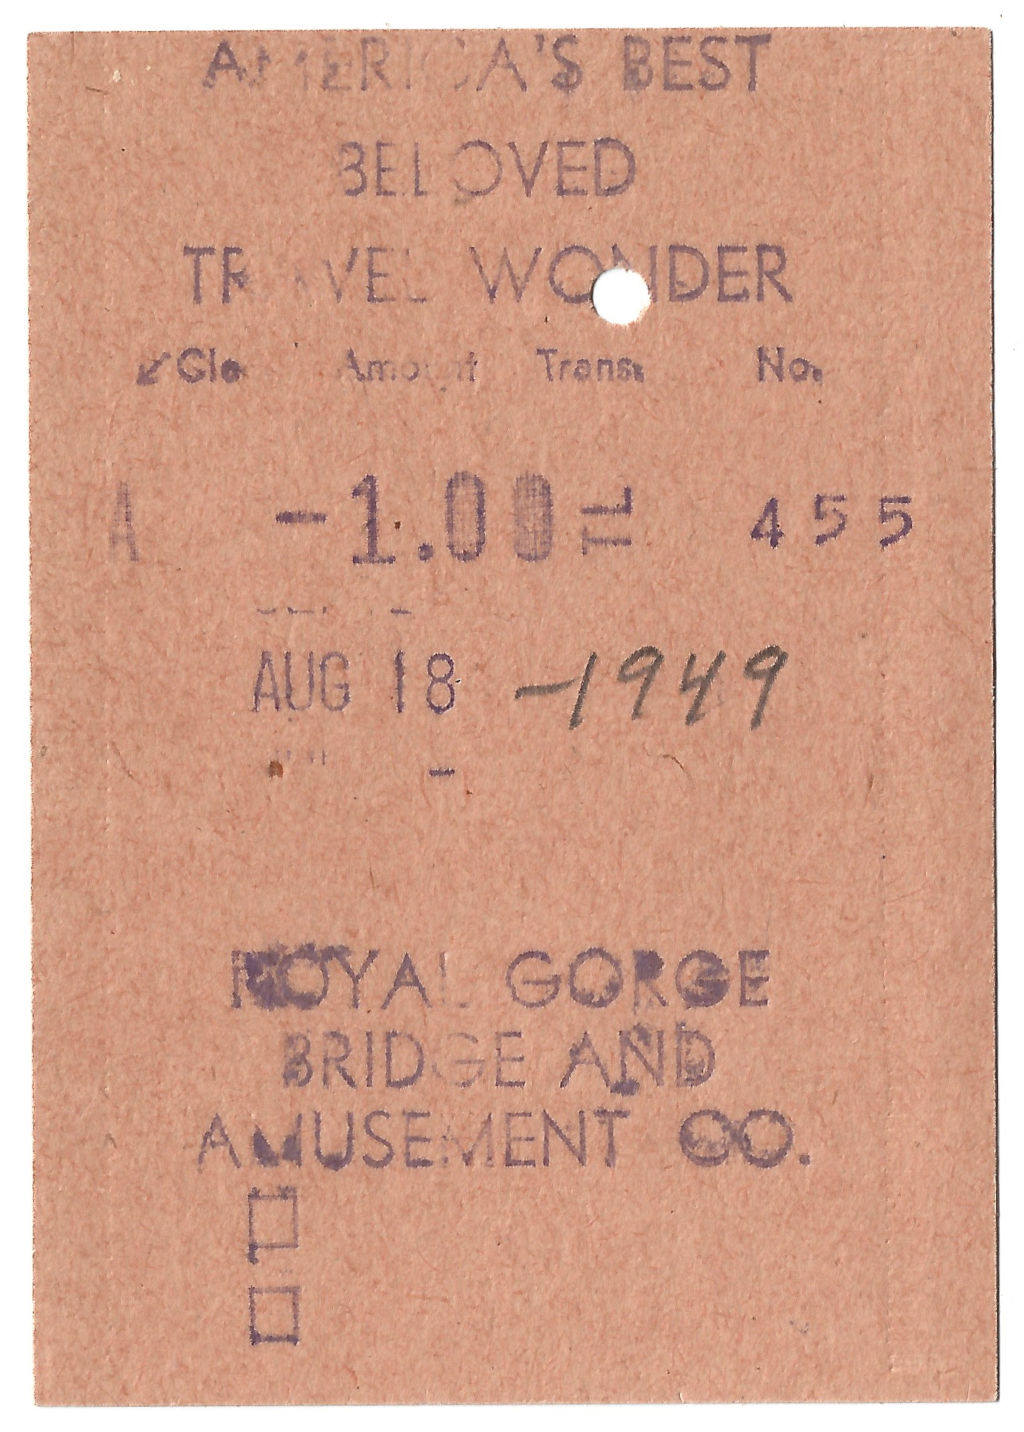 AMERICA'S BEST
BELOVED
TRAVEL WONDER
↙Cle Amount Trans. No.
A -1.00 TL 455
AUG 18 -1949
ROYAL GORGE
BRIDGE AND
AMUSEMENT CO.